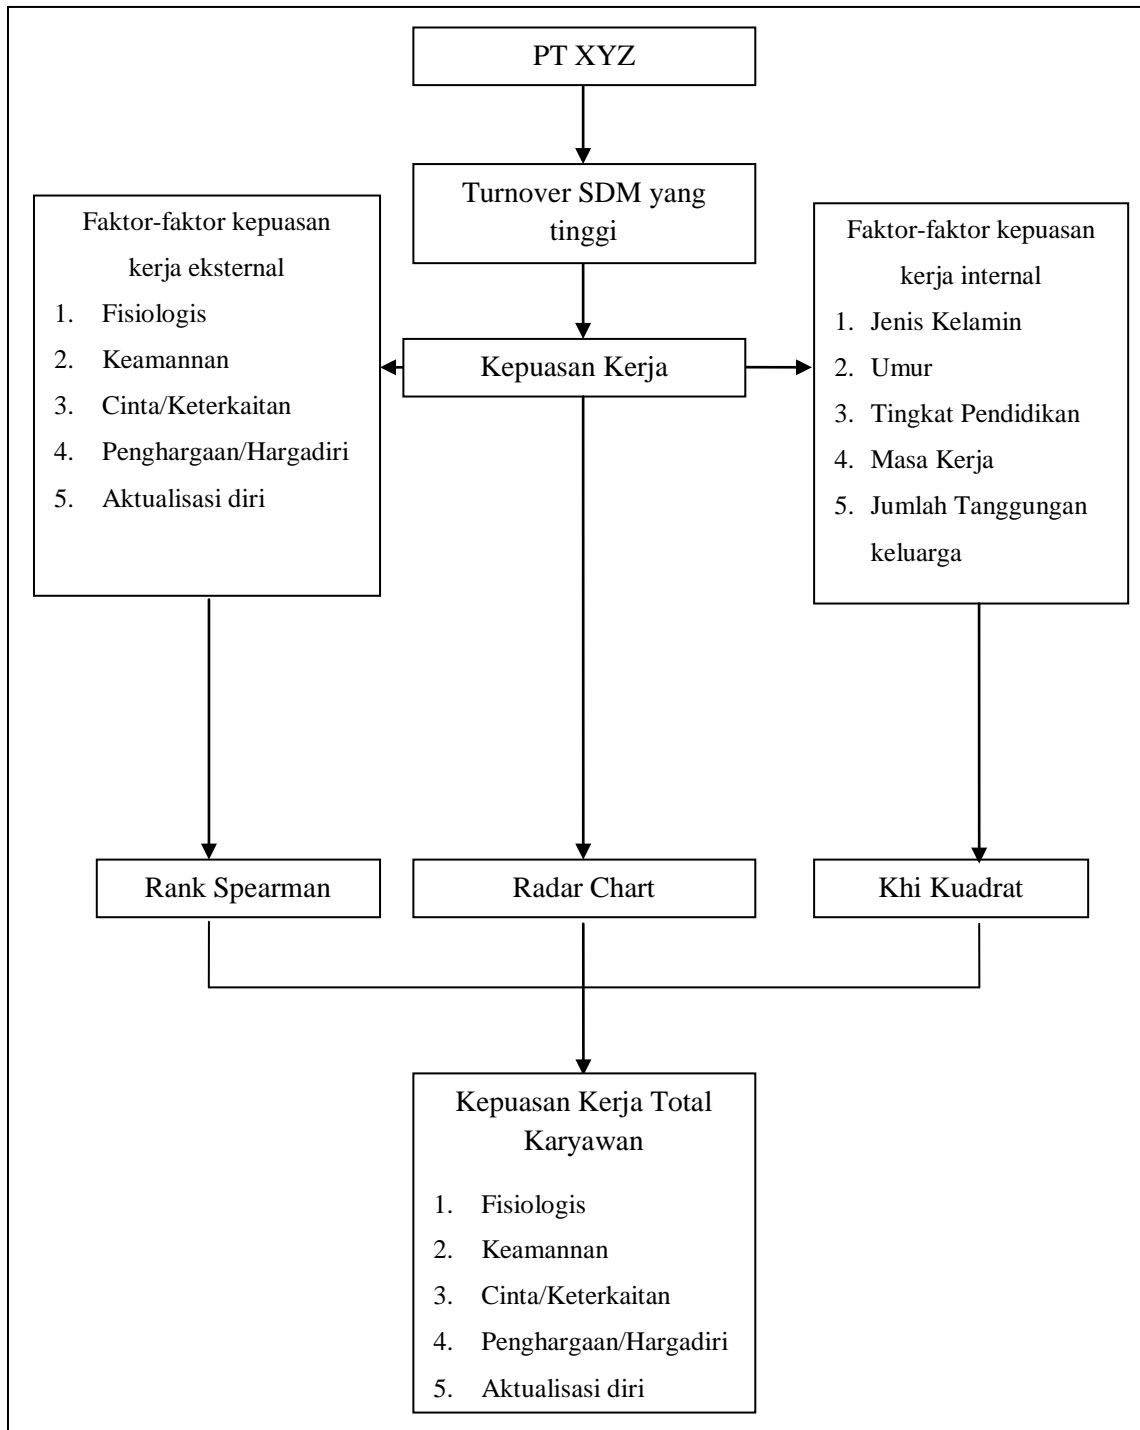 PT XYZ
Turnover SDM yang
tinggi
Faktor-faktor kepuasan
kerja eksternal
1. Fisiologis
2. Keamannan
3. Cinta/Keterkaitan
4. Penghargaan/Hargadiri
5. Aktualisasi diri
Kepuasan Kerja
Faktor-faktor kepuasan
kerja internal
1. Jenis Kelamin
2. Umur
3. Tingkat Pendidikan
4. Masa Kerja
5. Jumlah Tanggungan
keluarga
Rank Spearman
Radar Chart
Khi Kuadrat
Kepuasan Kerja Total
Karyawan
1. Fisiologis
2. Keamannan
3. Cinta/Keterkaitan
4. Penghargaan/Hargadiri
5. Aktualisasi diri